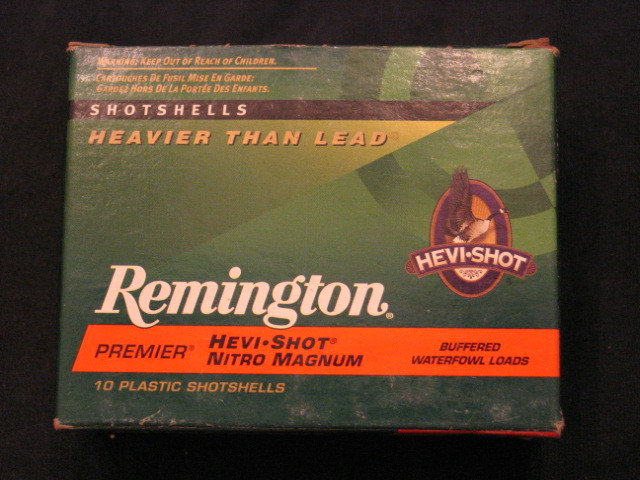 WARNING: KEEP OUT OF REACH OF CHILDREN.
CARTOUCHES DE FUSIL MISE EN GARDE:
GARDEZ HORS DE LA PORTÉE DES ENFANTS.
SHOTSHELLS
HEAVIER THAN LEAD®
HEVI•SHOT
Remington®
PREMIER® HEVI•SHOT®
NITRO MAGNUM
BUFFERED
WATERFOWL LOADS
10 PLASTIC SHOTSHELLS